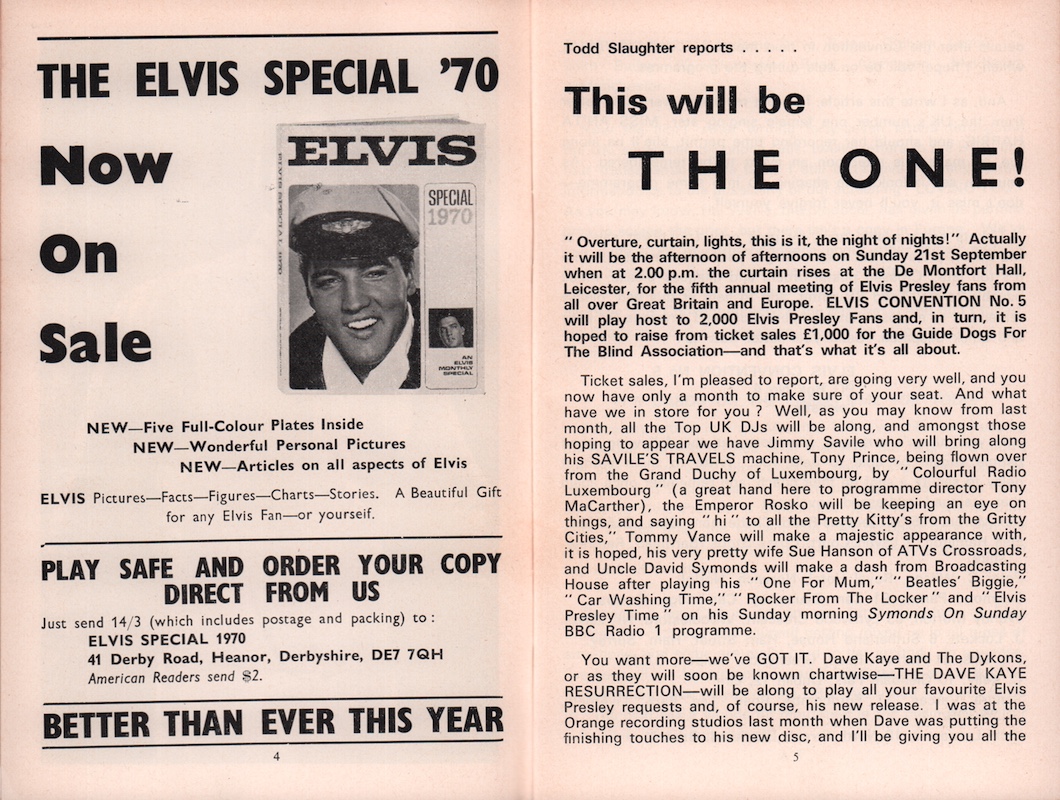 THE ELVIS SPECIAL ’70
Now
On
Sale
ELVIS
SPECIAL
1970
AN
ELVIS
MONTHLY
SPECIAL
NEW—Five Full-Colour Plates Inside
NEW—Wonderful Personal Pictures
NEW—Articles on all aspects of Elvis
ELVIS Pictures—Facts—Figures—Charts—Stories. A Beautiful Gift
for any Elvis Fan—or yourseif.
PLAY SAFE AND ORDER YOUR COPY
DIRECT FROM US
Just send 14/3 (which includes postage and packing) to :
ELVIS SPECIAL 1970
41 Derby Road, Heanor, Derbyshire, DE7 7QH
American Readers send $2.
BETTER THAN EVER THIS YEAR
4
Todd Slaughter reports . . . . .
This will be
THE ONE!
“ Overture, curtain, lights, this is it, the night of nights!” Actually
it will be the afternoon of afternoons on Sunday 21st September
when at 2.00 p.m. the curtain rises at the De Montfort Hall,
Leicester, for the fifth annual meeting of Elvis Presley fans from
all over Great Britain and Europe. ELVIS CONVENTION No. 5
will play host to 2,000 Elvis Presley Fans and, in turn, it is
hoped to raise from ticket sales £1,000 for the Guide Dogs For
The Blind Association—and that’s what it’s all about.
Ticket sales, I’m pleased to report, are going very well, and you
now have only a month to make sure of your seat. And what
have we in store for you ? Well, as you may know from last
month, all the Top UK DJs will be along, and amongst those
hoping to appear we have Jimmy Savile who will bring along
his SAVILE’S TRAVELS machine, Tony Prince, being flown over
from the Grand Duchy of Luxembourg, by “ Colourful Radio
Luxembourg ” (a great hand here to programme director Tony
MaCarther), the Emperor Rosko will be keeping an eye on
things, and saying “ hi ” to all the Pretty Kitty’s from the Gritty
Cities,” Tommy Vance will make a majestic appearance with,
it is hoped, his very pretty wife Sue Hanson of ATVs Crossroads,
and Uncle David Symonds will make a dash from Broadcasting
House after playing his “ One For Mum,” “ Beatles’ Biggie,”
“ Car Washing Time,” “ Rocker From The Locker ” and “ Elvis
Presley Time ” on his Sunday morning Symonds On Sunday
BBC Radio 1 programme.
You want more—we’ve GOT IT. Dave Kaye and The Dykons,
or as they will soon be known chartwise—THE DAVE KAYE
RESURRECTION—will be along to play all your favourite Elvis
Presley requests and, of course, his new release. I was at the
Orange recording studios last month when Dave was putting the
finishing touches to his new disc, and I’ll be giving you all the
5